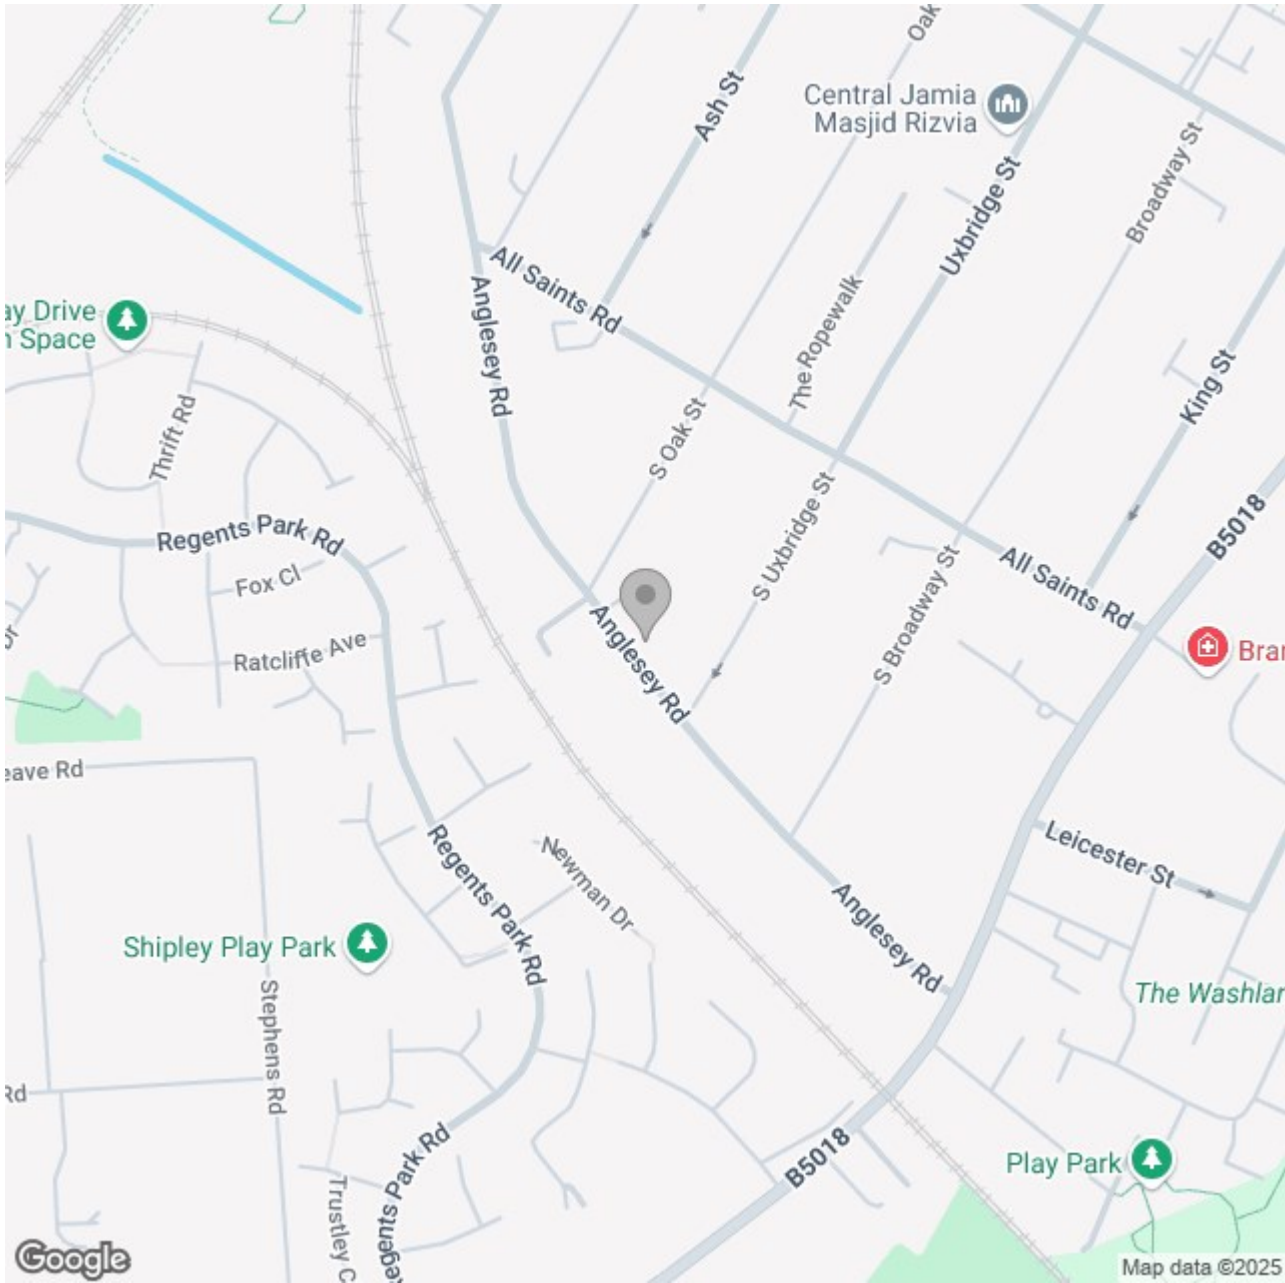 Oak
Ash St
Central Jamia
Masjid Rizvia
Broadway St
Uxbridge St
All Saints Rd
Anglesey Rd
ay Drive
n Space
The Ropewalk
King St
Thrift Rd
S Oak St
S Uxbridge St
B5018
Regents Park Rd
Fox Cl
All Saints Rd
S Broadway St
Anglesey Rd
Ratcliffe Ave
Bran
eave Rd
Leicester St
Regents Park Rd
Newman Dr
Anglesey Rd
Shipley Play Park
The Washlan
Stephens Rd
Rd
B5018
Play Park
Regents Park Rd
Trustley C
Google
Map data ©2025